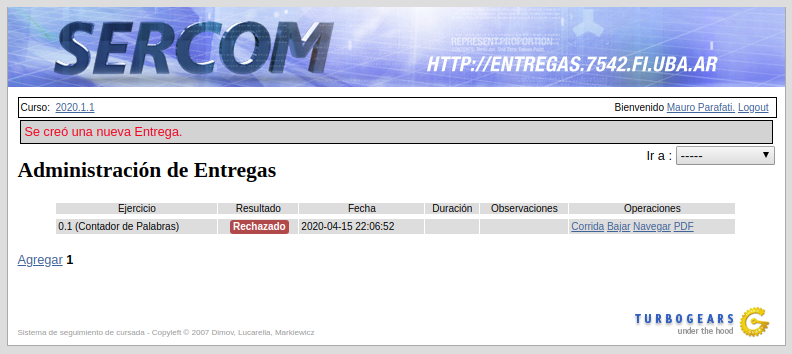 SERCOM
REPRESENT.PROPORTION
HTTP://ENTREGAS.7542.FI.UBA.AR
Curso: 2020.1.1
Bienvenido Mauro Parafati. Logout
Se creó una nueva Entrega.
Ir a : -----
Administración de Entregas
Ejercicio Resultado Fecha Duración Observaciones Operaciones
0.1 (Contador de Palabras) Rechazado 2020-04-15 22:06:52 Corrida Bajar Navegar PDF
Agregar 1
TURBOGEARS
under the hood
Sistema de seguimiento de cursada - Copyleft © 2007 Dimov, Lucarella, Markiewicz